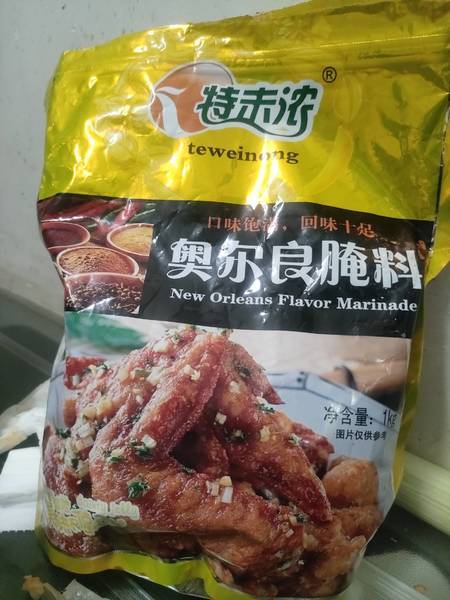 ®
特未浓
teweinong
口味饱满，回味十足
奥尔良腌料
New Orleans Flavor Marinade
净含量：1kg
图片仅供参考